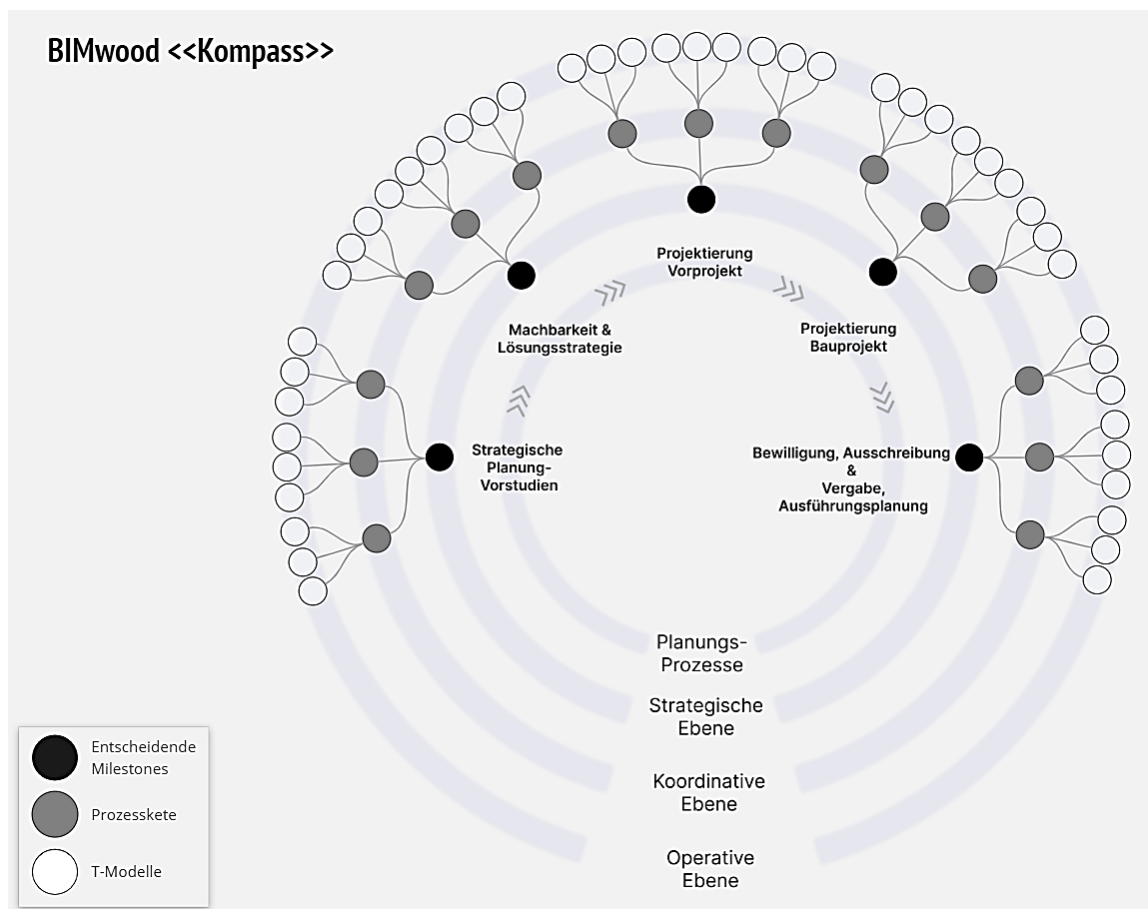 BIMwood <<Kompass>>
Projektierung
Vorprojekt
Machbarkeit &
Lösungsstrategie
Projektierung
Bauprojekt
Strategische
Planung-
Vorstudien
Bewilligung, Ausschreibung
&
Vergabe,
Ausführungsplanung
Planungs-
Prozesse
Strategische
Ebene
Koordinative
Ebene
Operative
Ebene
Entscheidende
Milestones
Prozesskete
T-Modelle